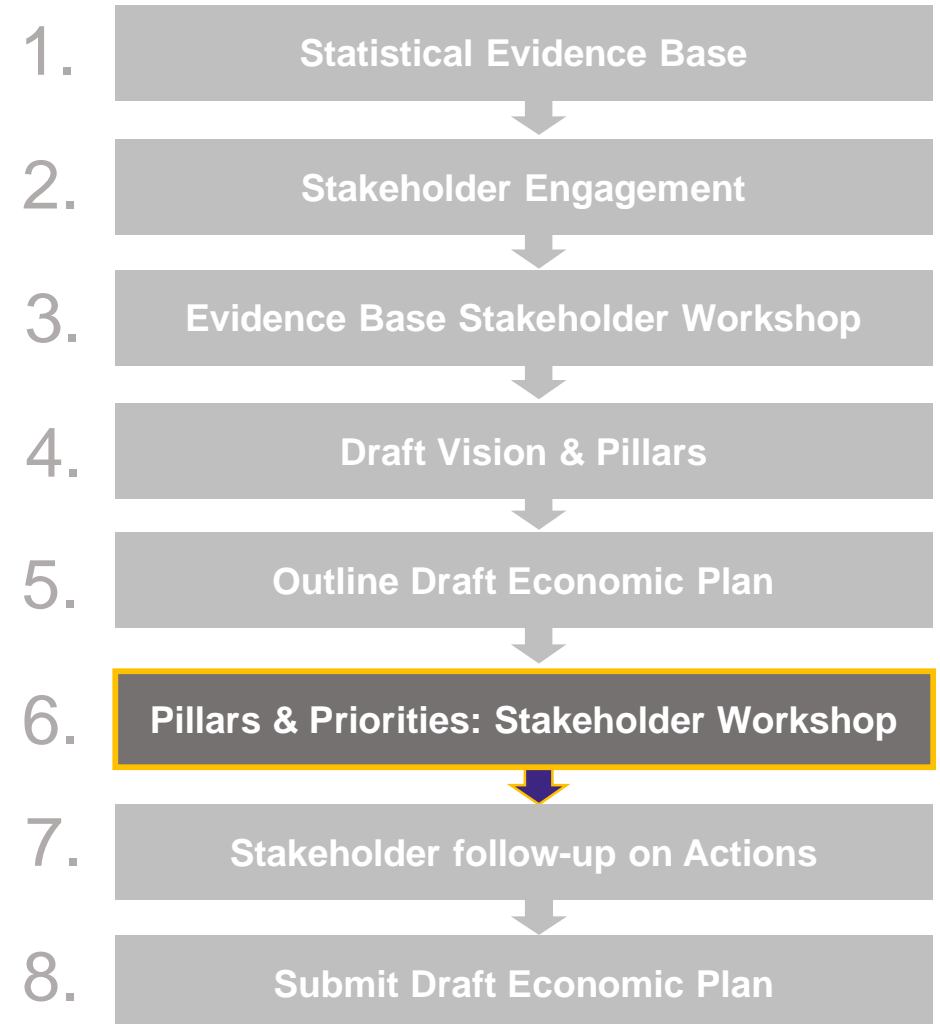 1. Statistical Evidence Base
2. Stakeholder Engagement
3. Evidence Base Stakeholder Workshop
4. Draft Vision & Pillars
5. Outline Draft Economic Plan
6. Pillars & Priorities: Stakeholder Workshop
7. Stakeholder follow-up on Actions
8. Submit Draft Economic Plan